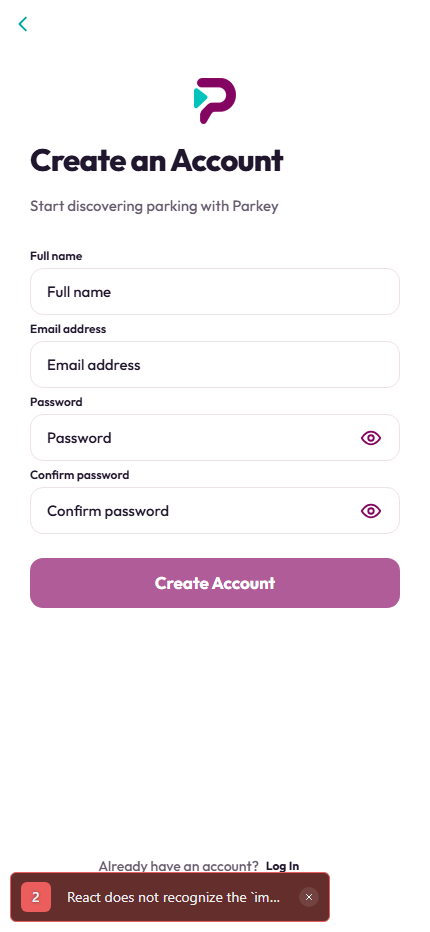 Create an Account
Start discovering parking with Parkey
Full name
Full name
Email address
Email address
Password
Password
Confirm password
Confirm password
Create Account
Already have an account? Log In
2 React does not recognize the `im...